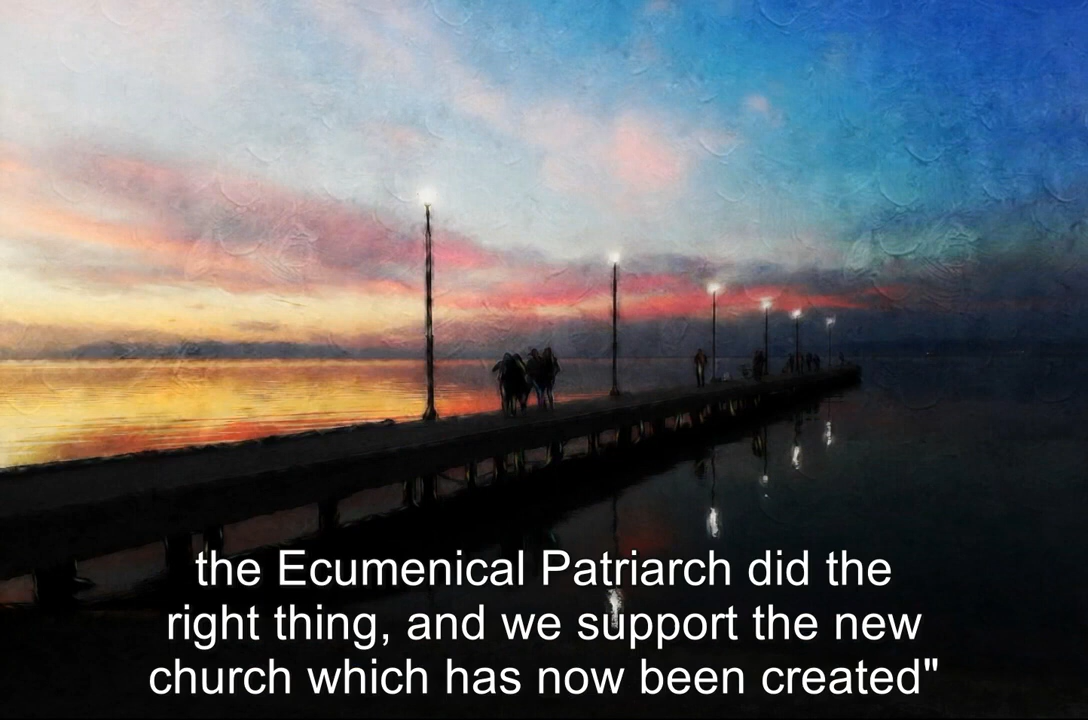 the Ecumenical Patriarch did the
right thing, and we support the new
church which has now been created"